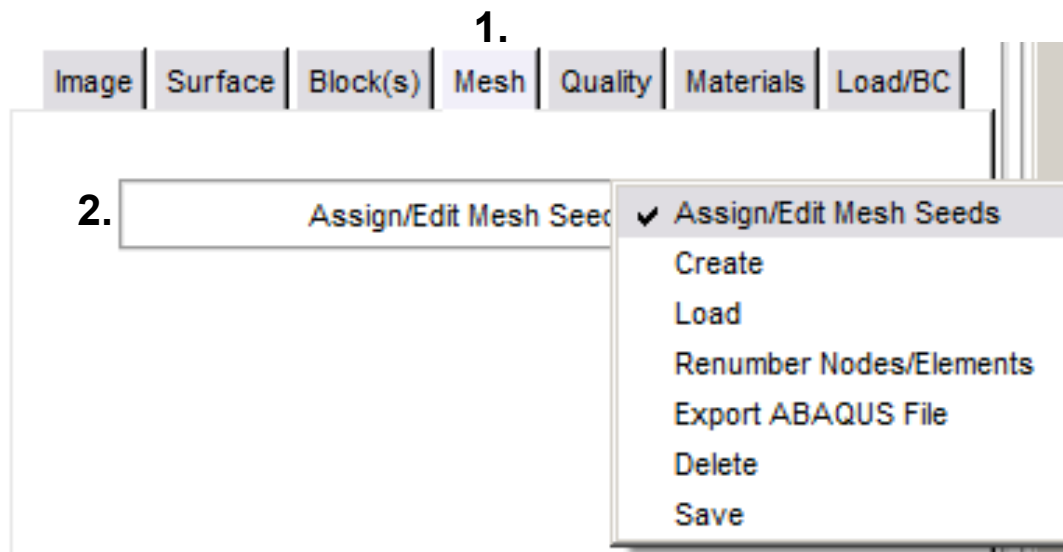 1.
Image Surface Block(s) Mesh Quality Materials Load/BC
2. Assign/Edit Mesh Seed
✓ Assign/Edit Mesh Seeds
Create
Load
Renumber Nodes/Elements
Export ABAQUS File
Delete
Save